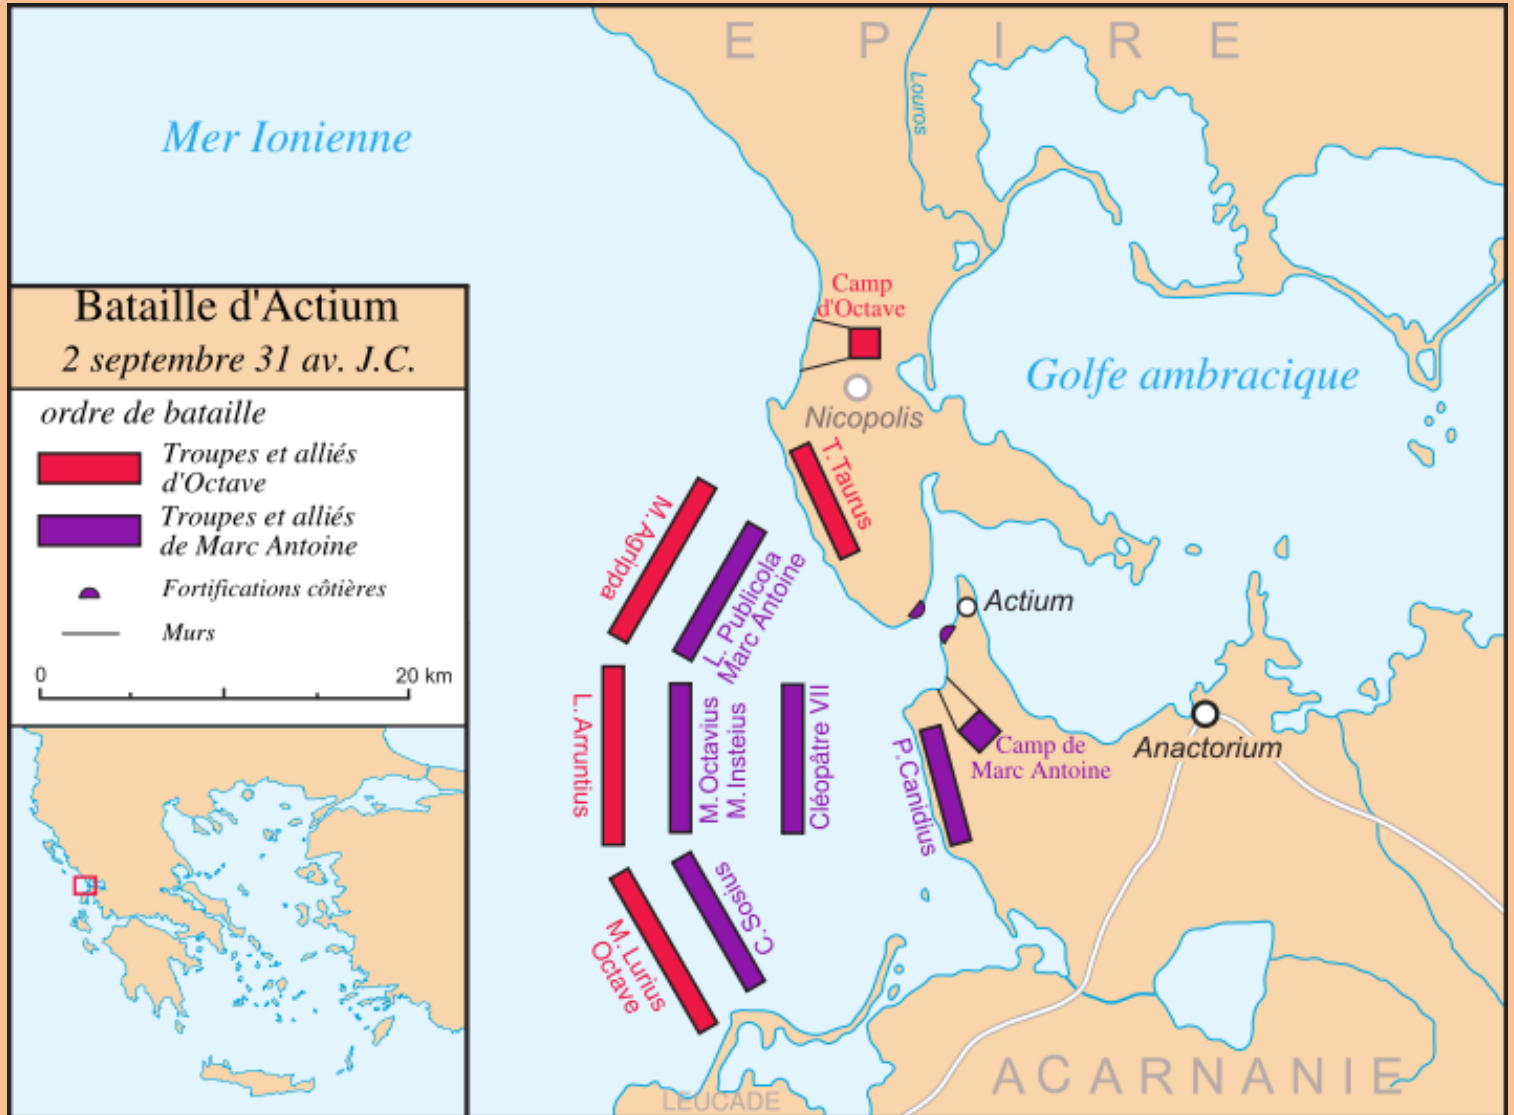 E P I R E
Louros
Mer Ionienne
Camp
d'Octave
Golfe ambracique
Nicopolis
T.Taurus
M.Agrippa
L. Publicola
Marc Antoine
Actium
L. Arruntius
M. Octavius
M. Insteius
Cléopâtre VII
P. Canidius
Camp de
Marc Antoine
Anactorium
C. Sosius
M. Lurius
Octave
ACARNANIE
LEUCADE
Bataille d'Actium
2 septembre 31 av. J.C.
ordre de bataille
Troupes et alliés
d'Octave
Troupes et alliés
de Marc Antoine
Fortifications côtières
Murs
0 20 km